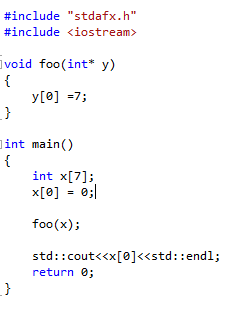 #include "stdafx.h"
#include <iostream>
void foo(int* y)
{
y[0] =7;
}
int main()
{
int x[7];
x[0] = 0;
foo(x);
std::cout<<x[0]<<std::endl;
return 0;
}